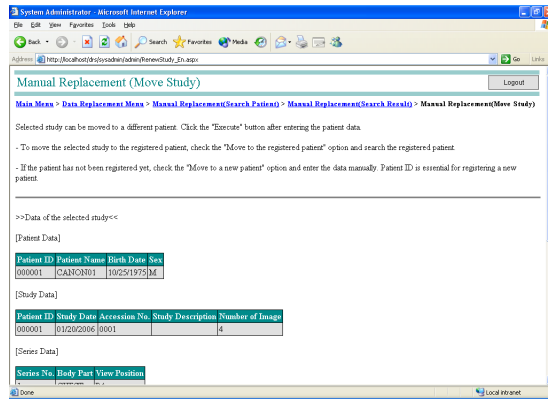 System Administrator - Microsoft Internet Explorer
File Edit View Favorites Tools Help
Back Search Favorites Media
Address http://localhost/drs/sysadmin/admin/RenewStudy_En.aspx Go Links
Manual Replacement (Move Study) Logout
Main Menu > Data Replacement Menu > Manual Replacement(Search Patient) > Manual Replacement(Search Result) > Manual Replacement(Move Study)
Selected study can be moved to a different patient. Click the "Execute" button after entering the patient data.
- To move the selected study to the registered patient, check the "Move to the registered patient" option and search the registered patient.
- If the patient has not been registered yet, check the "Move to a new patient" option and enter the data manually. Patient ID is essential for registering a new
patient.
>>Data of the selected study<<
[Patient Data]
Patient ID Patient Name Birth Date Sex
000001 CANON01 10/25/1975 M
[Study Data]
Patient ID Study Date Accession No. Study Description Number of Image
000001 01/20/2006 0001 4
[Series Data]
Series No. Body Part View Position
Done Local intranet